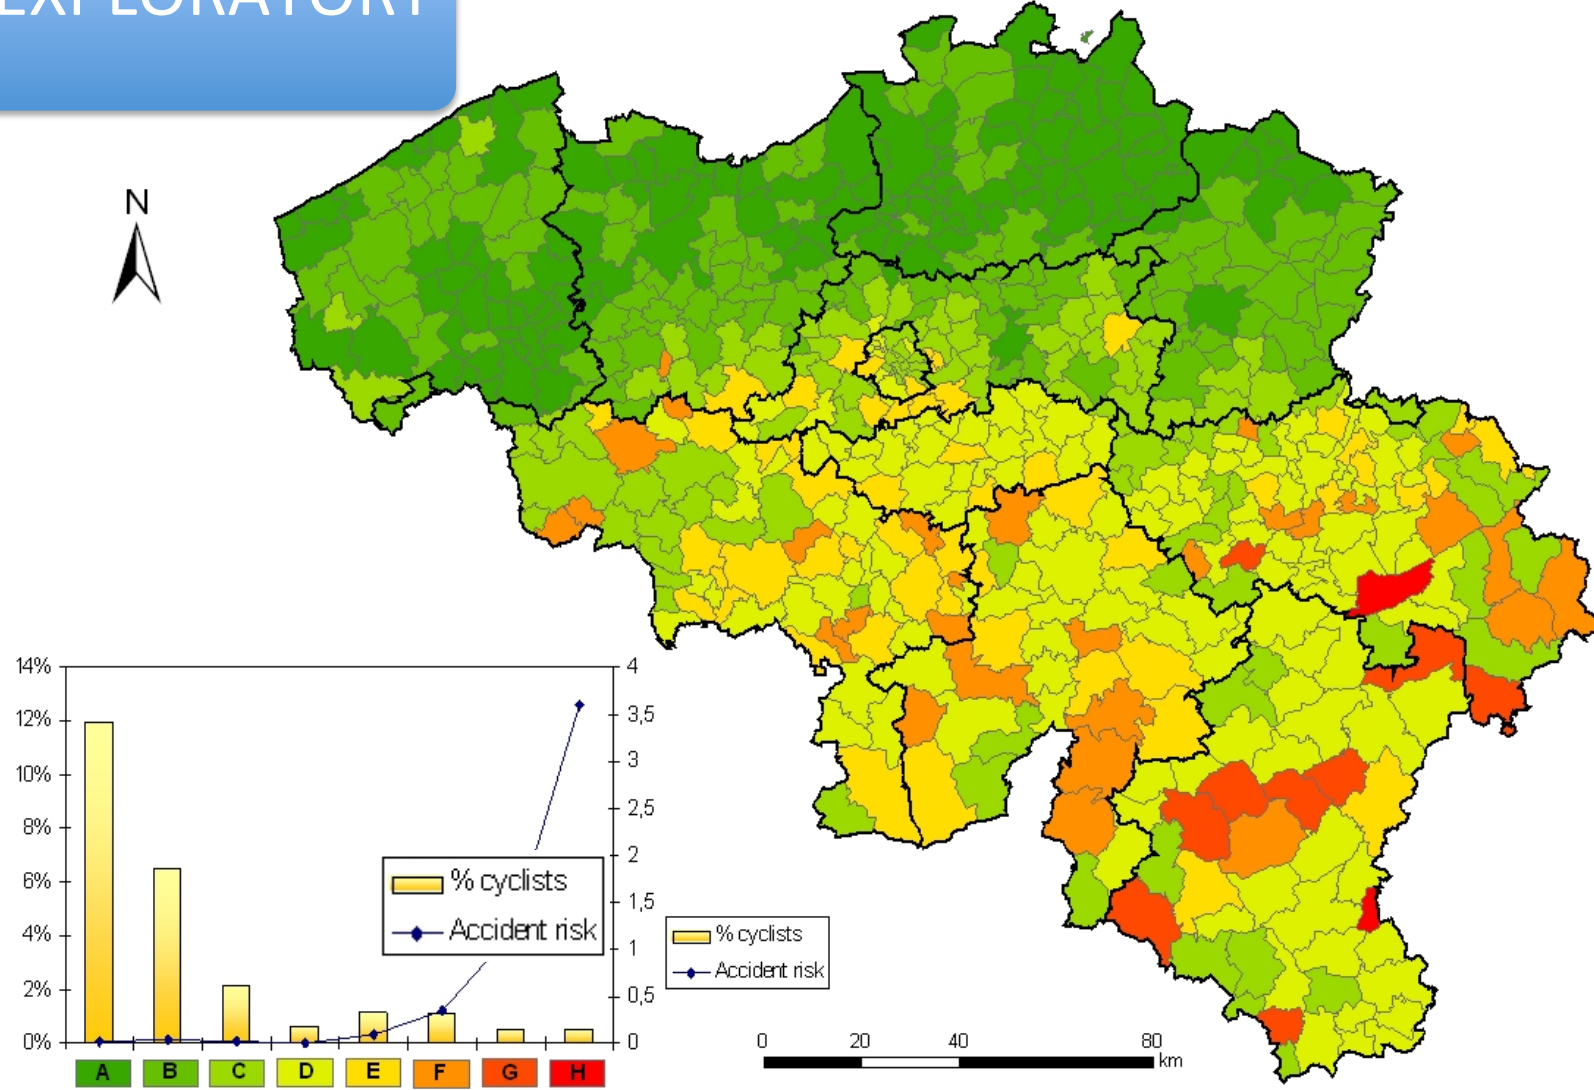 EXPLORATORY
N
14%
12%
10%
8%
6%
4%
2%
0%
4
3,5
3
2,5
2
1,5
1
0,5
0
% cyclists
Accident risk
% cyclists
Accident risk
A B C D E F G H
0 20 40 80
km